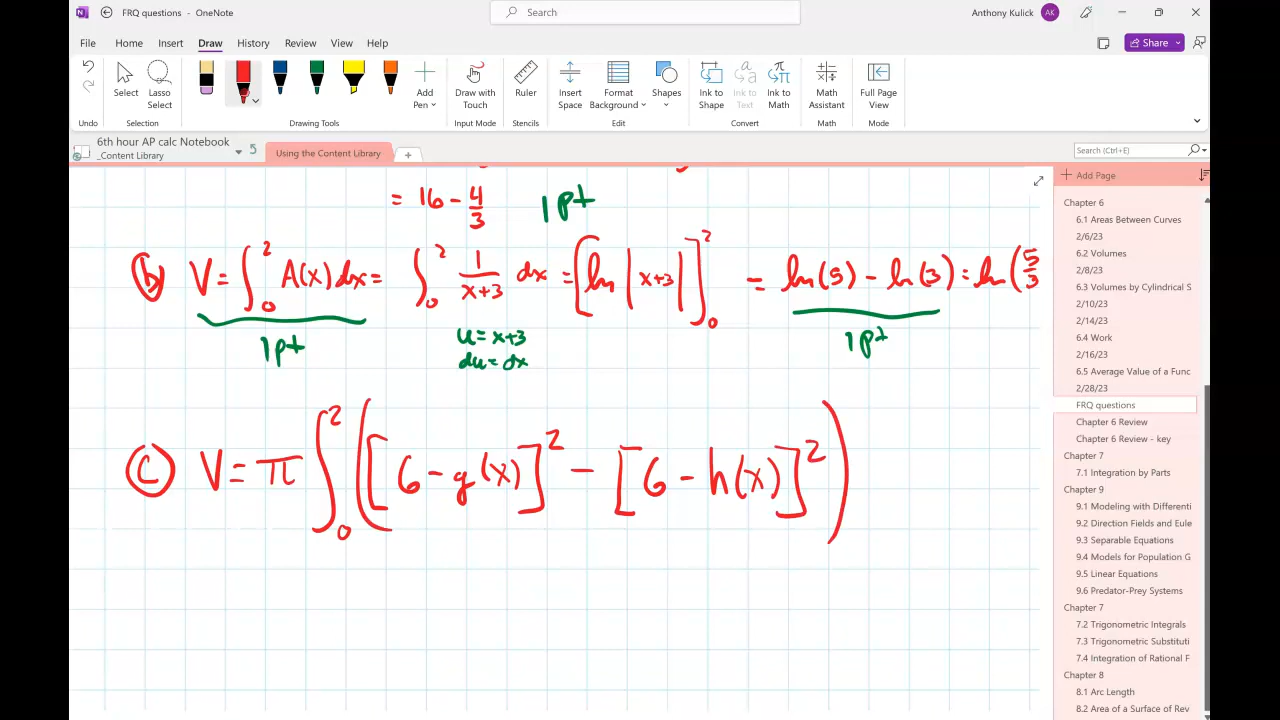 FRQ questions - OneNote
Search
Anthony Kulick AK
File Home Insert Draw History Review View Help
Share
Undo
Select
Lasso Select
Add Pen
Draw with Touch
Ruler
Insert Space
Format Background
Shapes
Ink to Shape
Ink to Text
Ink to Math
Math Assistant
Full Page View
Undo Selection Drawing Tools Input Mode Stencils Edit Convert Math Mode
6th hour AP calc Notebook
_Content Library
5
Using the Content Library
+
Search (Ctrl+E)
= 16 - 4/3 1pt
(b) V = ∫₀² A(x)dx = ∫₀² 1/(x+3) dx = [ln|x+3|]₀² = ln(5) - ln(3) = ln(5/3
1pt
u = x+3
du = dx
1pt
(c) V = π ∫₀² ([6 - g(x)]² - [6 - h(x)]²)
Add Page
Chapter 6
6.1 Areas Between Curves
2/6/23
6.2 Volumes
2/8/23
6.3 Volumes by Cylindrical S
2/10/23
2/14/23
6.4 Work
2/16/23
6.5 Average Value of a Func
2/28/23
FRQ questions
Chapter 6 Review
Chapter 6 Review - key
Chapter 7
7.1 Integration by Parts
Chapter 9
9.1 Modeling with Differenti
9.2 Direction Fields and Eule
9.3 Separable Equations
9.4 Models for Population G
9.5 Linear Equations
9.6 Predator-Prey Systems
Chapter 7
7.2 Trigonometric Integrals
7.3 Trigonometric Substituti
7.4 Integration of Rational F
Chapter 8
8.1 Arc Length
8.2 Area of a Surface of Rev